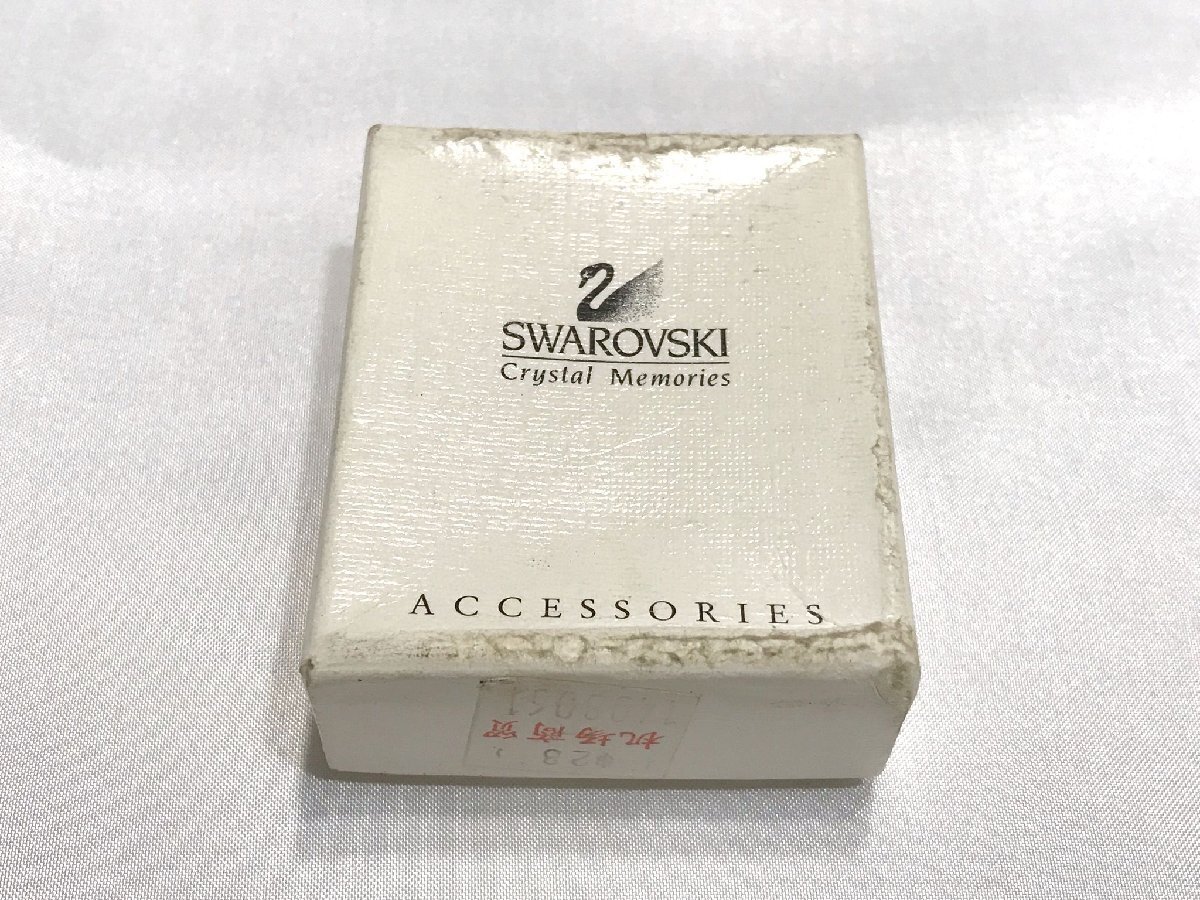 SWAROVSKI
Crystal Memories
ACCESSORIES
机场商贸